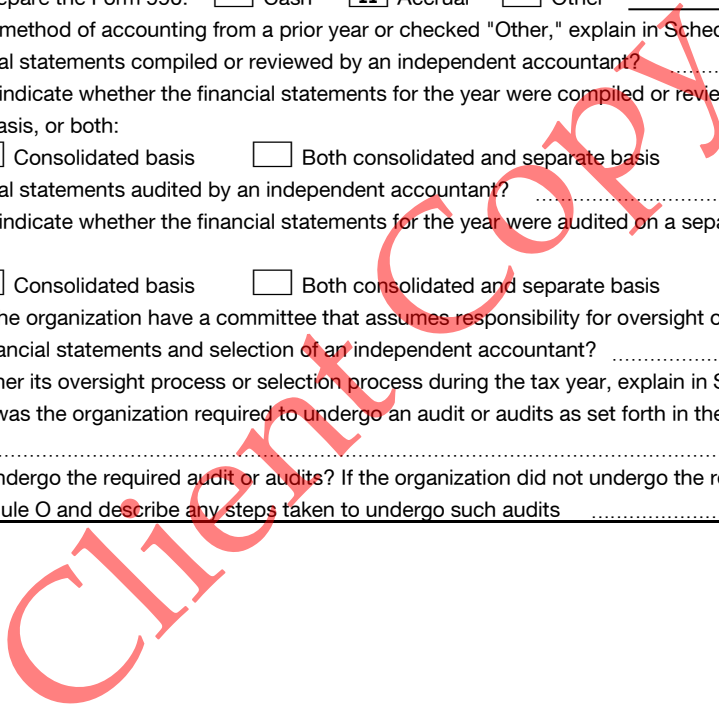 epare the Form 990: Cash X Accrual Other
method of accounting from a prior year or checked "Other," explain in Sched
al statements compiled or reviewed by an independent accountant?
indicate whether the financial statements for the year were compiled or revie
asis, or both:
Consolidated basis Both consolidated and separate basis
al statements audited by an independent accountant?
indicate whether the financial statements for the year were audited on a sepa
Consolidated basis Both consolidated and separate basis
ne organization have a committee that assumes responsibility for oversight o
ancial statements and selection of an independent accountant?
ner its oversight process or selection process during the tax year, explain in S
was the organization required to undergo an audit or audits as set forth in the
ndergo the required audit or audits? If the organization did not undergo the re
ule O and describe any steps taken to undergo such audits
Client Copy